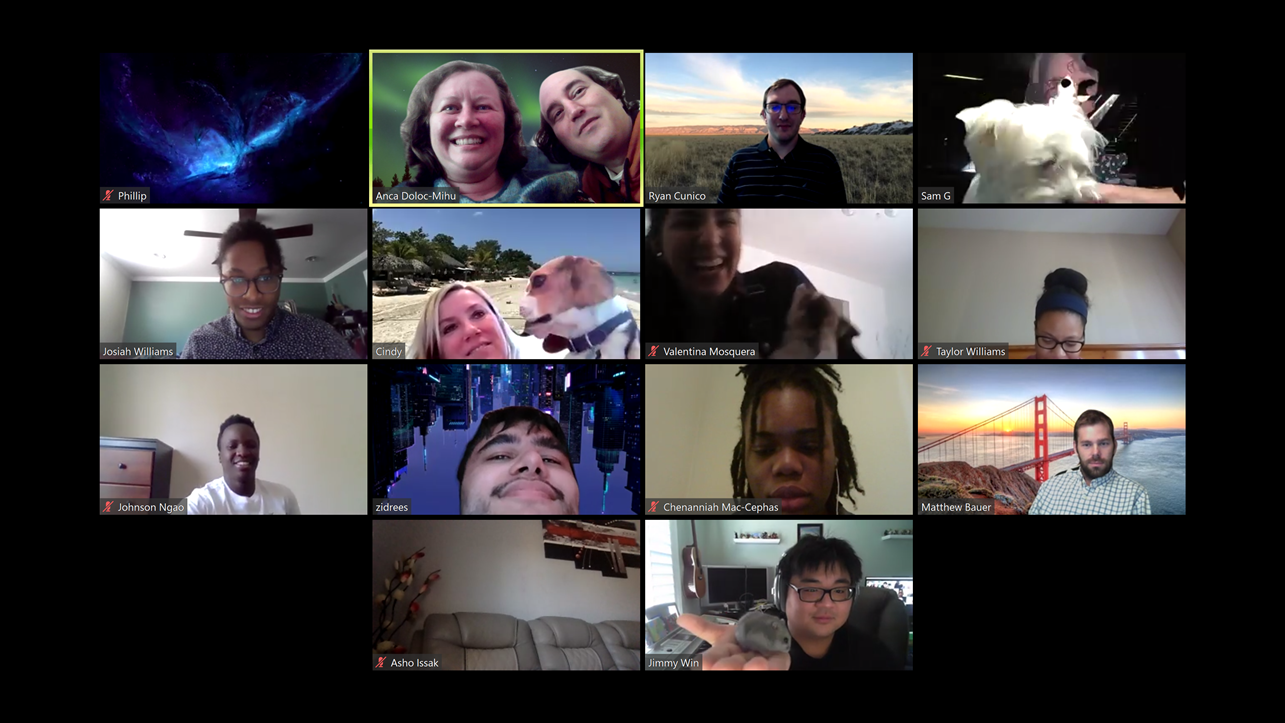 Phillip
Anca Doloc-Mihu
Ryan Cunico
Sam G
Josiah Williams
Cindy
Valentina Mosquera
Taylor Williams
Johnson Ngao
zidrees
Chenanniah Mac-Cephas
Matthew Bauer
Asho Issak
Jimmy Win